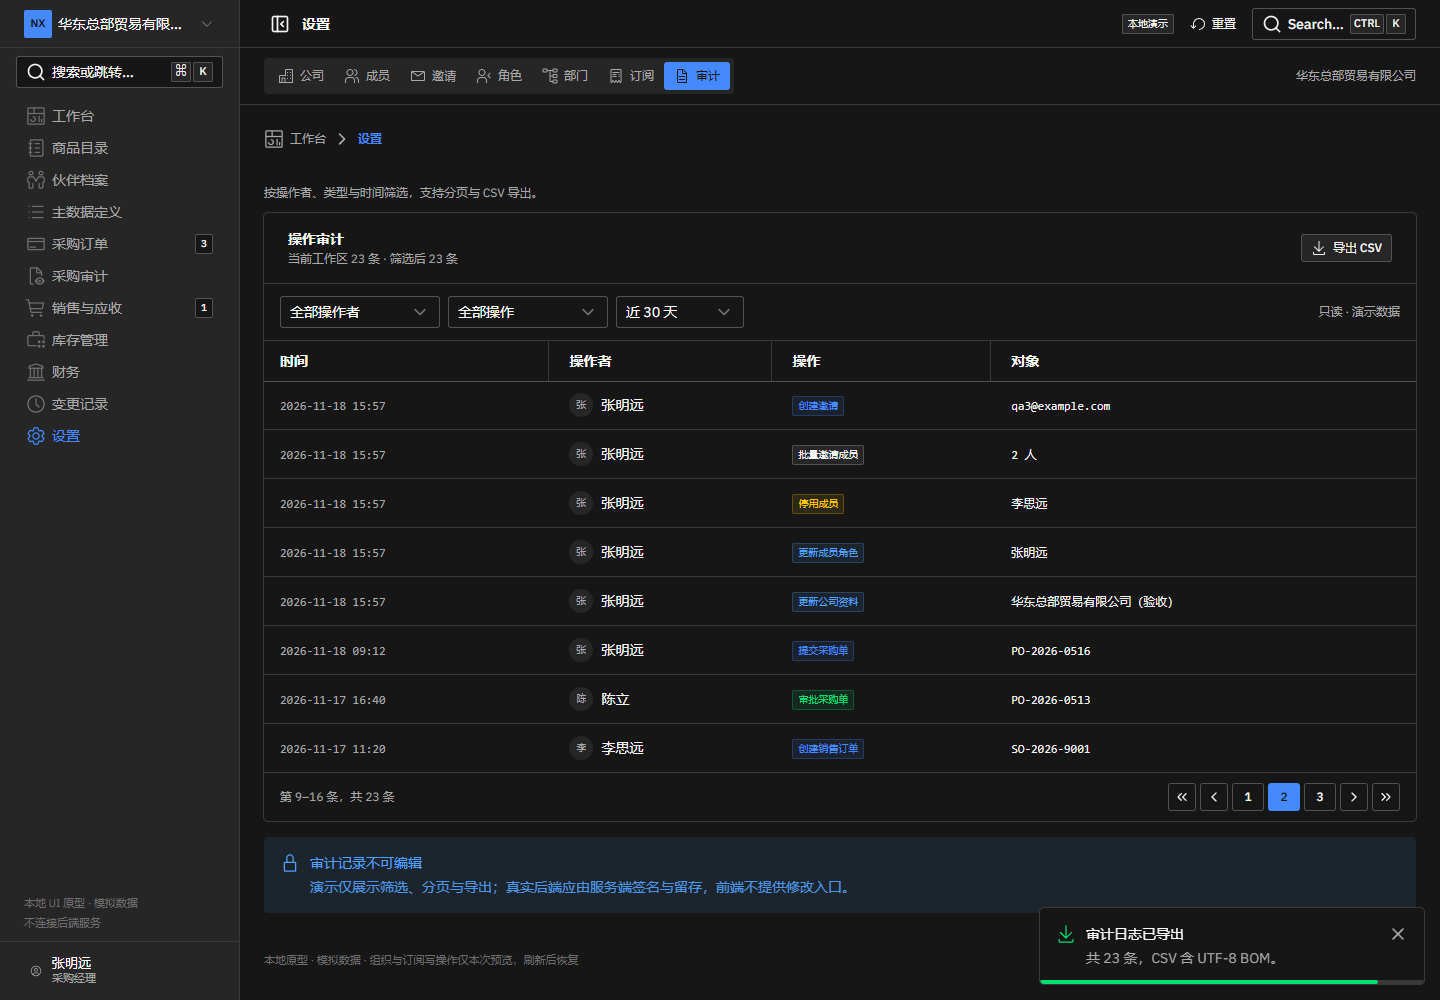 NX 华东总部贸易有限...
设置
本地演示
重置
Search... CTRL K
搜索或跳转... ⌘ K
工作台
商品目录
伙伴档案
主数据定义
采购订单 3
采购审计
销售与应收 1
库存管理
财务
变更记录
设置
本地 UI 原型 · 模拟数据
不连接后端服务
张明远
采购经理
公司 成员 邀请 角色 部门 订阅 审计
华东总部贸易有限公司
工作台 设置
按操作者、类型与时间筛选，支持分页与 CSV 导出。
操作审计
当前工作区 23 条 · 筛选后 23 条
导出 CSV
全部操作者 全部操作 近 30 天
只读 · 演示数据
时间 操作者 操作 对象
2026-11-18 15:57 张 张明远 创建邀请 qa3@example.com
2026-11-18 15:57 张 张明远 批量邀请成员 2 人
2026-11-18 15:57 张 张明远 停用成员 李思远
2026-11-18 15:57 张 张明远 更新成员角色 张明远
2026-11-18 15:57 张 张明远 更新公司资料 华东总部贸易有限公司（验收）
2026-11-18 09:12 张 张明远 提交采购单 PO-2026-0516
2026-11-17 16:40 陈 陈立 审批采购单 PO-2026-0513
2026-11-17 11:20 李 李思远 创建销售订单 SO-2026-9001
第 9–16 条，共 23 条
1 2 3
审计记录不可编辑
演示仅展示筛选、分页与导出；真实后端应由服务端签名与留存，前端不提供修改入口。
本地原型 · 模拟数据 · 组织与订阅写操作仅本次预览，刷新后恢复
审计日志已导出
共 23 条，CSV 含 UTF-8 BOM。